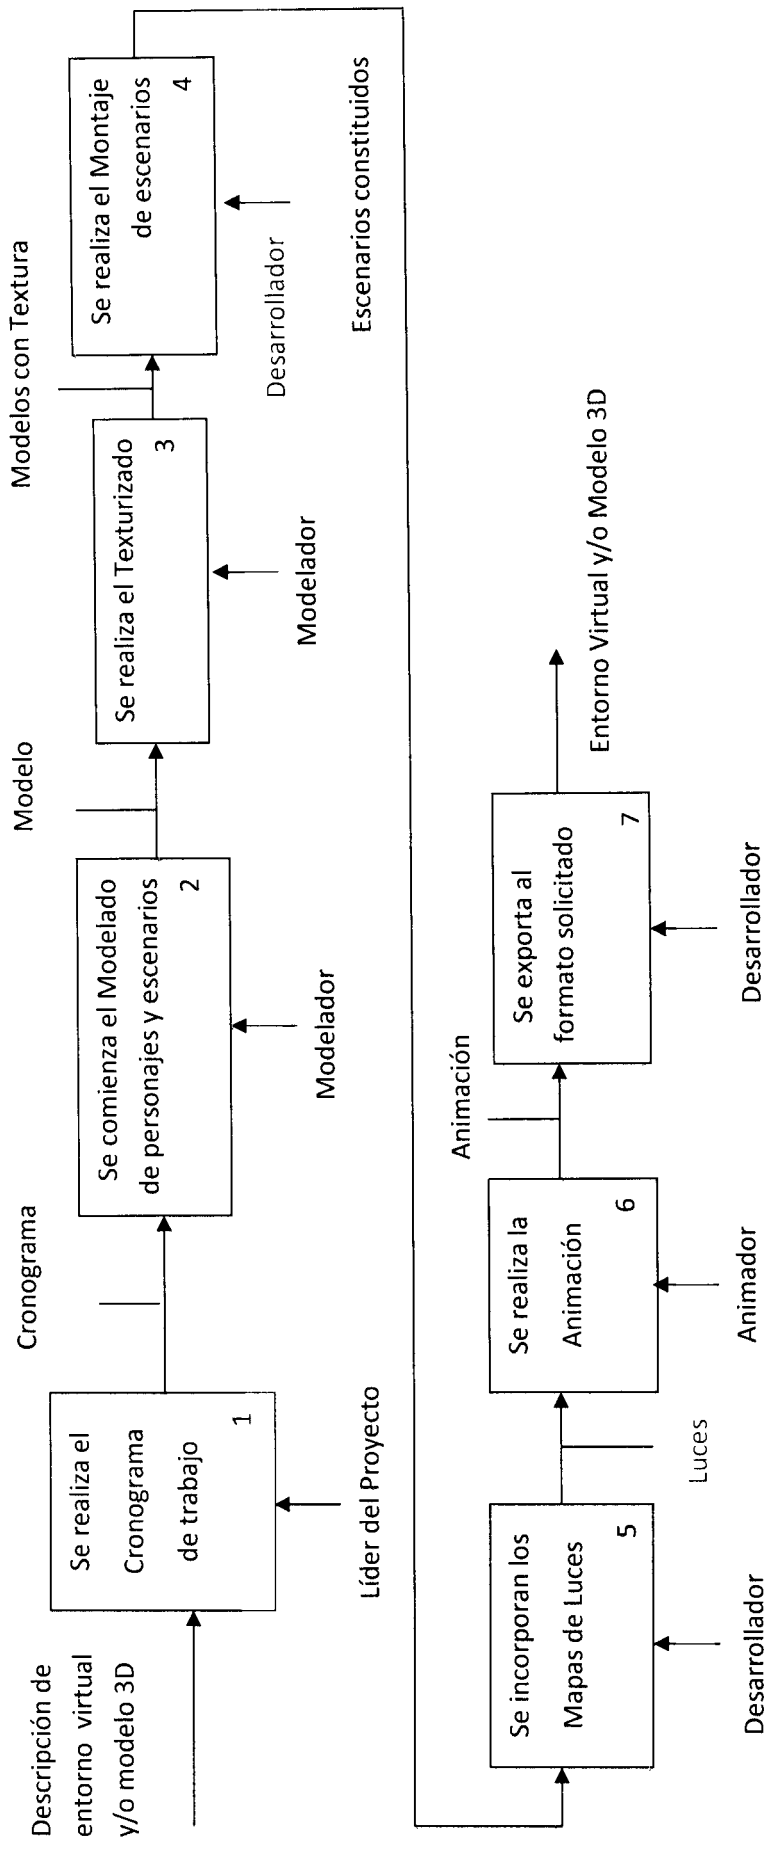 Descripción de
entorno virtual
y/o modelo 3D
Se realiza el
Cronograma
de trabajo
1
Líder del Proyecto
Cronograma
Se comienza el Modelado
de personajes y escenarios
2
Modelador
Modelo
Se realiza el Texturizado
3
Modelador
Modelos con Textura
Se realiza el Montaje
de escenarios
4
Desarrollador
Escenarios constituidos
Se incorporan los
Mapas de Luces
5
Desarrollador
Luces
Se realiza la
Animación
6
Animador
Animación
Se exporta al
formato solicitado
7
Desarrollador
Entorno Virtual y/o Modelo 3D